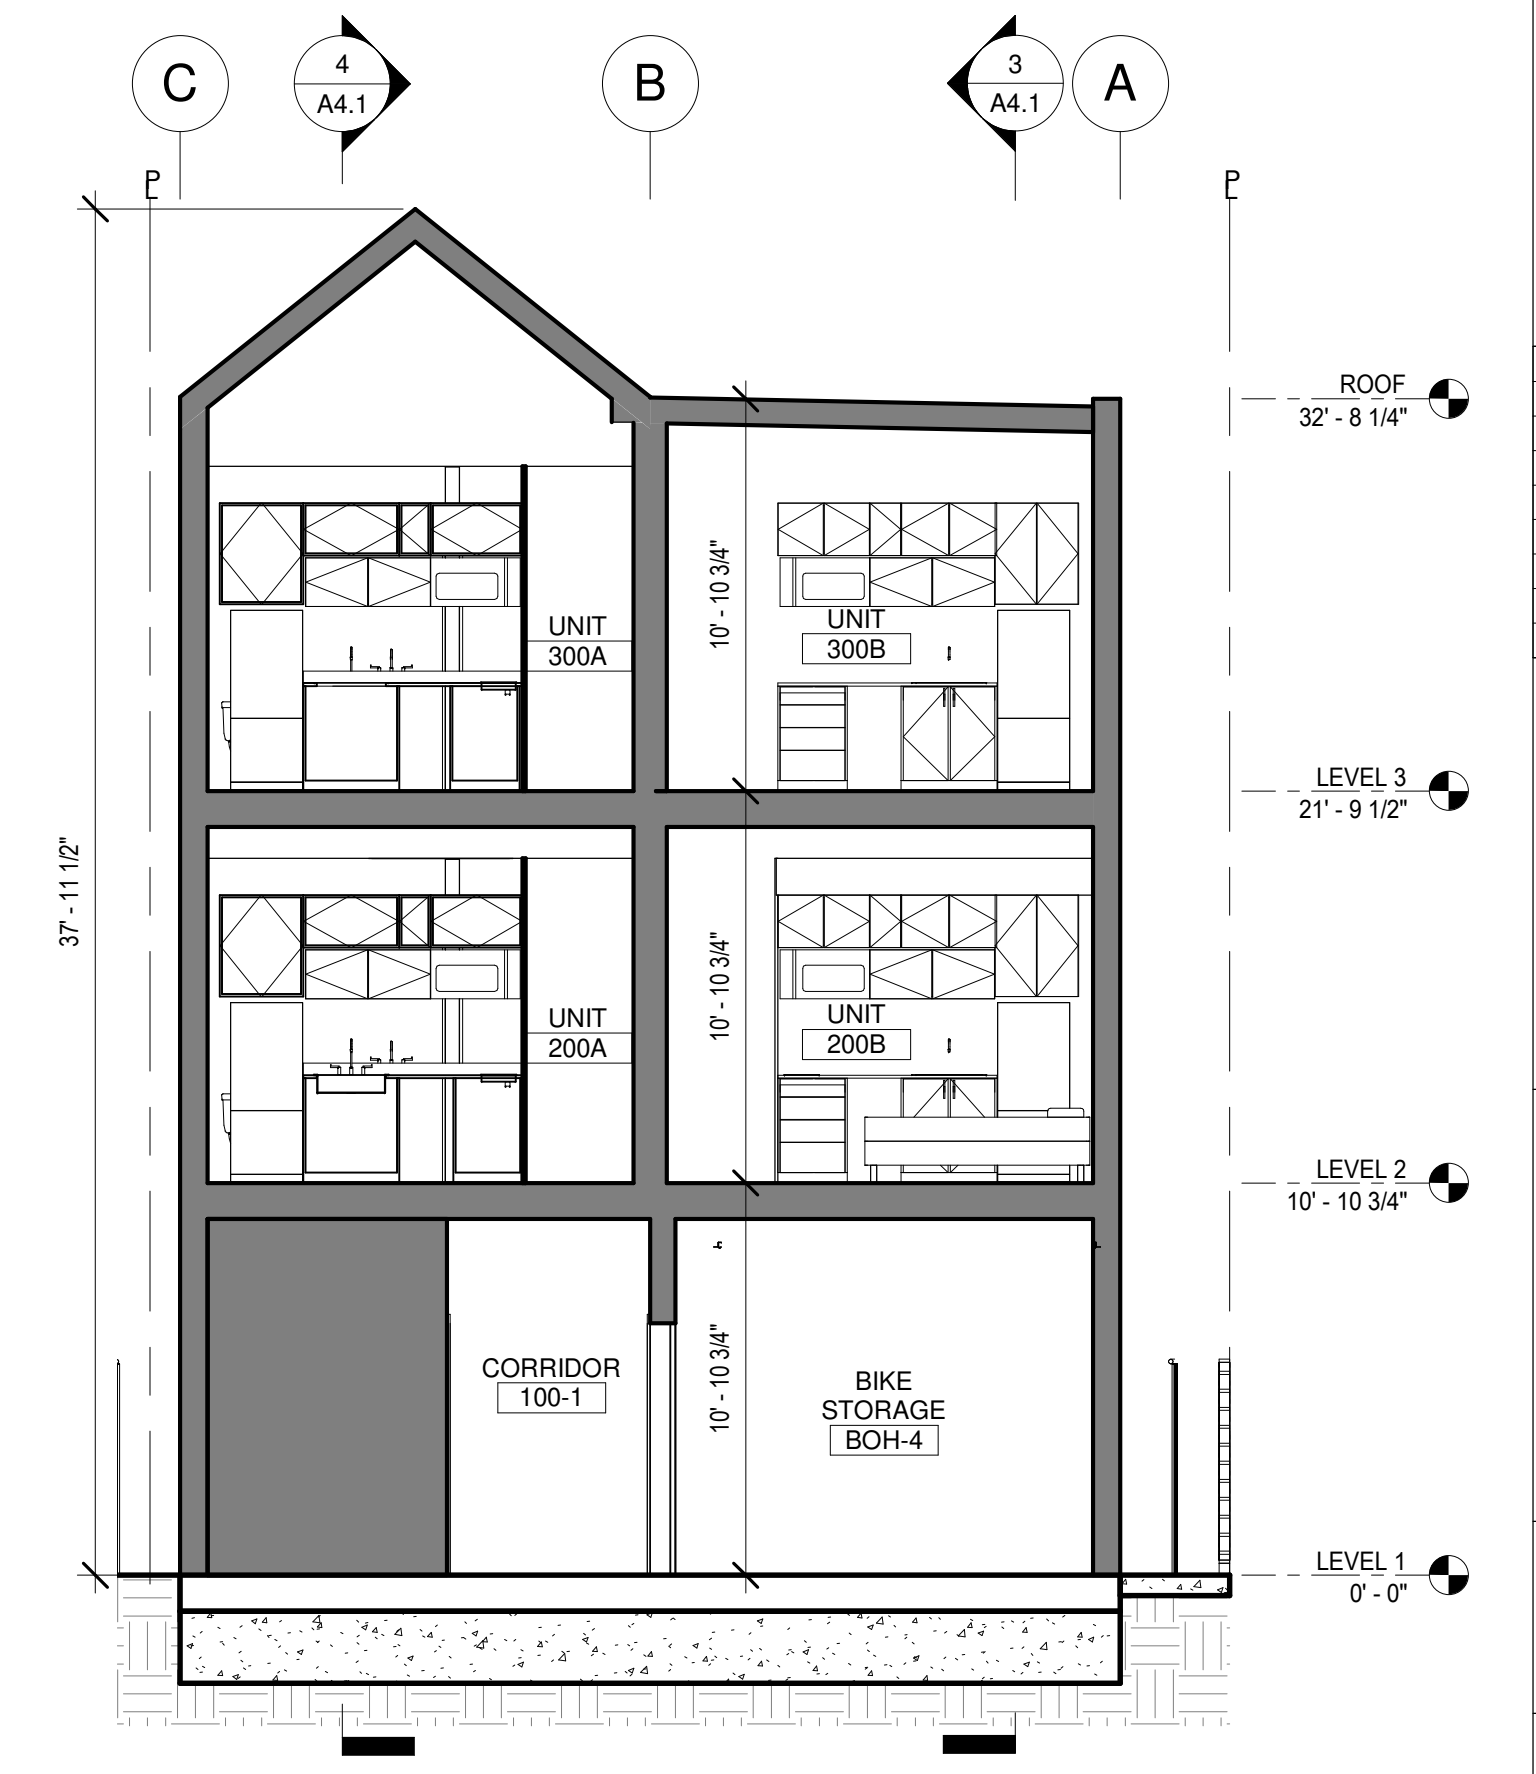 C
4
A4.1
B
3
A4.1
A
PL
PL
ROOF
32' - 8 1/4"
10' - 10 3/4"
UNIT
300A
UNIT
300B
LEVEL 3
21' - 9 1/2"
37' - 11 1/2"
10' - 10 3/4"
UNIT
200A
UNIT
200B
LEVEL 2
10' - 10 3/4"
CORRIDOR
100-1
10' - 10 3/4"
BIKE
STORAGE
BOH-4
LEVEL 1
0' - 0"